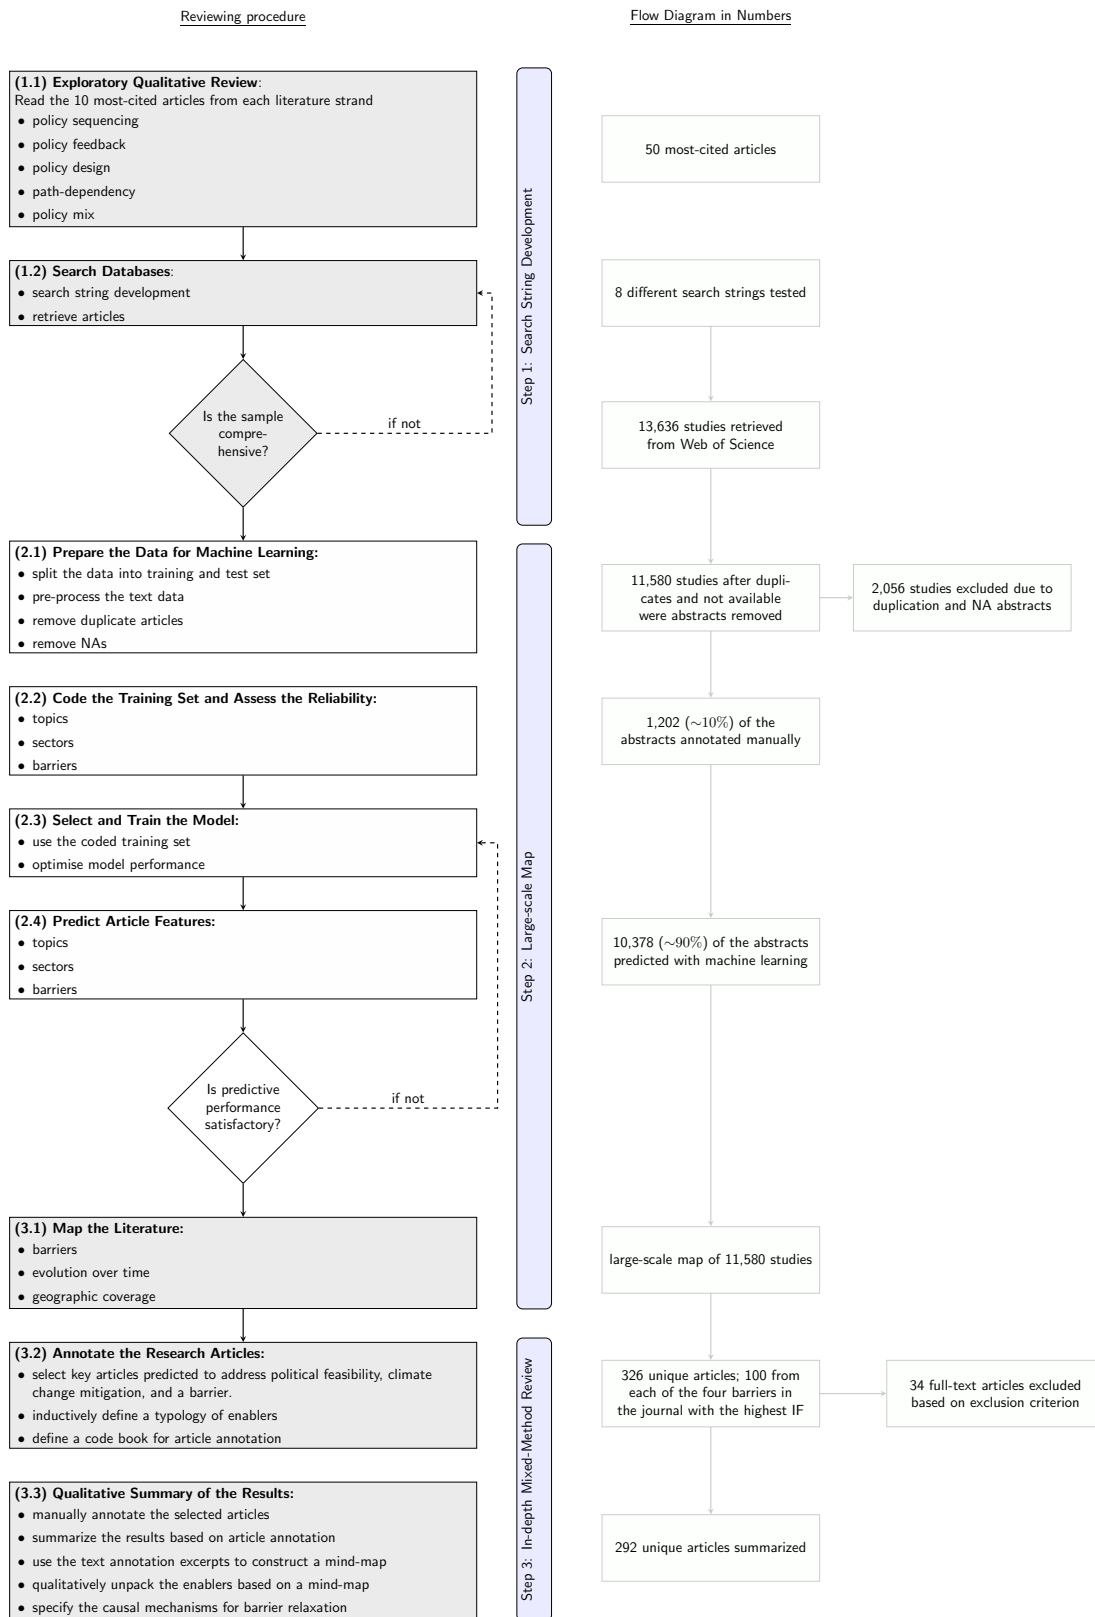 Reviewing procedure
Flow Diagram in Numbers
(1.1) Exploratory Qualitative Review:
Read the 10 most-cited articles from each literature strand
• policy sequencing
• policy feedback
• policy design
• path-dependency
• policy mix
50 most-cited articles
(1.2) Search Databases:
• search string development
• retrieve articles
8 different search strings tested
Is the sample
compre-
hensive?
if not
Step 1: Search String Development
13,636 studies retrieved
from Web of Science
(2.1) Prepare the Data for Machine Learning:
• split the data into training and test set
• pre-process the text data
• remove duplicate articles
• remove NAs
11,580 studies after dupli-
cates and not available
were abstracts removed
2,056 studies excluded due to
duplication and NA abstracts
(2.2) Code the Training Set and Assess the Reliability:
• topics
• sectors
• barriers
1,202 (∼10%) of the
abstracts annotated manually
(2.3) Select and Train the Model:
• use the coded training set
• optimise model performance
(2.4) Predict Article Features:
• topics
• sectors
• barriers
Step 2: Large-scale Map
10,378 (∼90%) of the abstracts
predicted with machine learning
Is predictive
performance
satisfactory?
if not
(3.1) Map the Literature:
• barriers
• evolution over time
• geographic coverage
large-scale map of 11,580 studies
(3.2) Annotate the Research Articles:
• select key articles predicted to address political feasibility, climate
change mitigation, and a barrier.
• inductively define a typology of enablers
• define a code book for article annotation
326 unique articles; 100 from
each of the four barriers in
the journal with the highest IF
34 full-text articles excluded
based on exclusion criterion
(3.3) Qualitative Summary of the Results:
• manually annotate the selected articles
• summarize the results based on article annotation
• use the text annotation excerpts to construct a mind-map
• qualitatively unpack the enablers based on a mind-map
• specify the causal mechanisms for barrier relaxation
Step 3: In-depth Mixed-Method Review
292 unique articles summarized